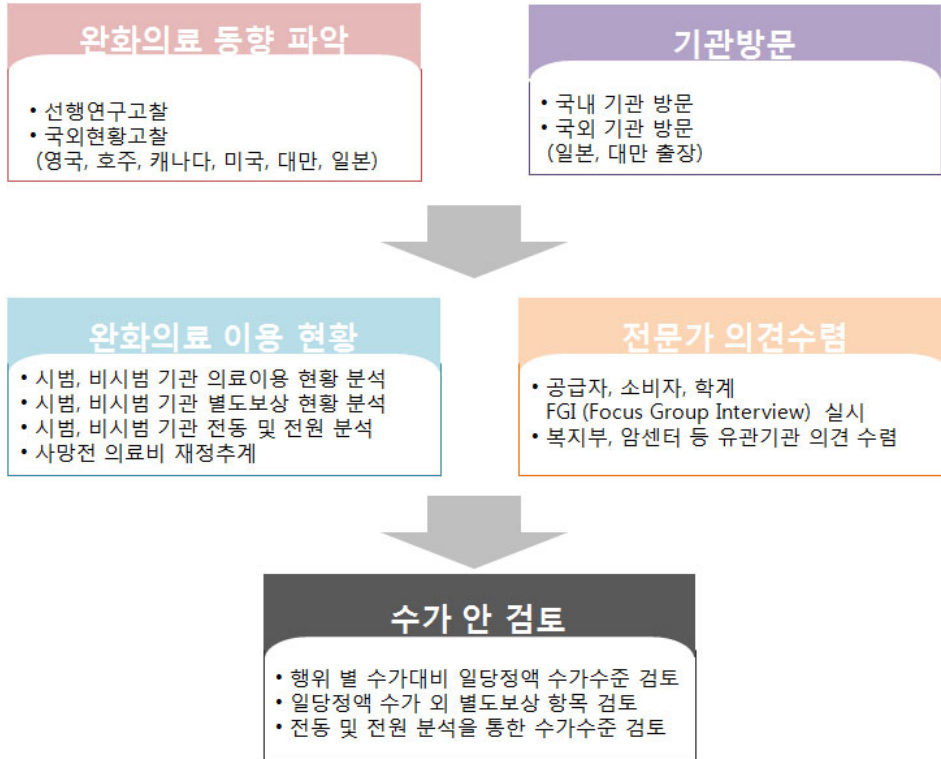 완화의료 동향 파악
• 선행연구고찰
• 국외현황고찰
(영국, 호주, 캐나다, 미국, 대만, 일본)
기관방문
• 국내 기관 방문
• 국외 기관 방문
(일본, 대만 출장)
완화의료 이용 현황
• 시범, 비시범 기관 의료이용 현황 분석
• 시범, 비시범 기관 별도보상 현황 분석
• 시범, 비시범 기관 전동 및 전원 분석
• 사망전 의료비 재정추계
전문가 의견수렴
• 공급자, 소비자, 학계
FGI (Focus Group Interview) 실시
• 복지부, 암센터 등 유관기관 의견 수렴
수가 안 검토
• 행위 별 수가대비 일당정액 수가수준 검토
• 일당정액 수가 외 별도보상 항목 검토
• 전동 및 전원 분석을 통한 수가수준 검토